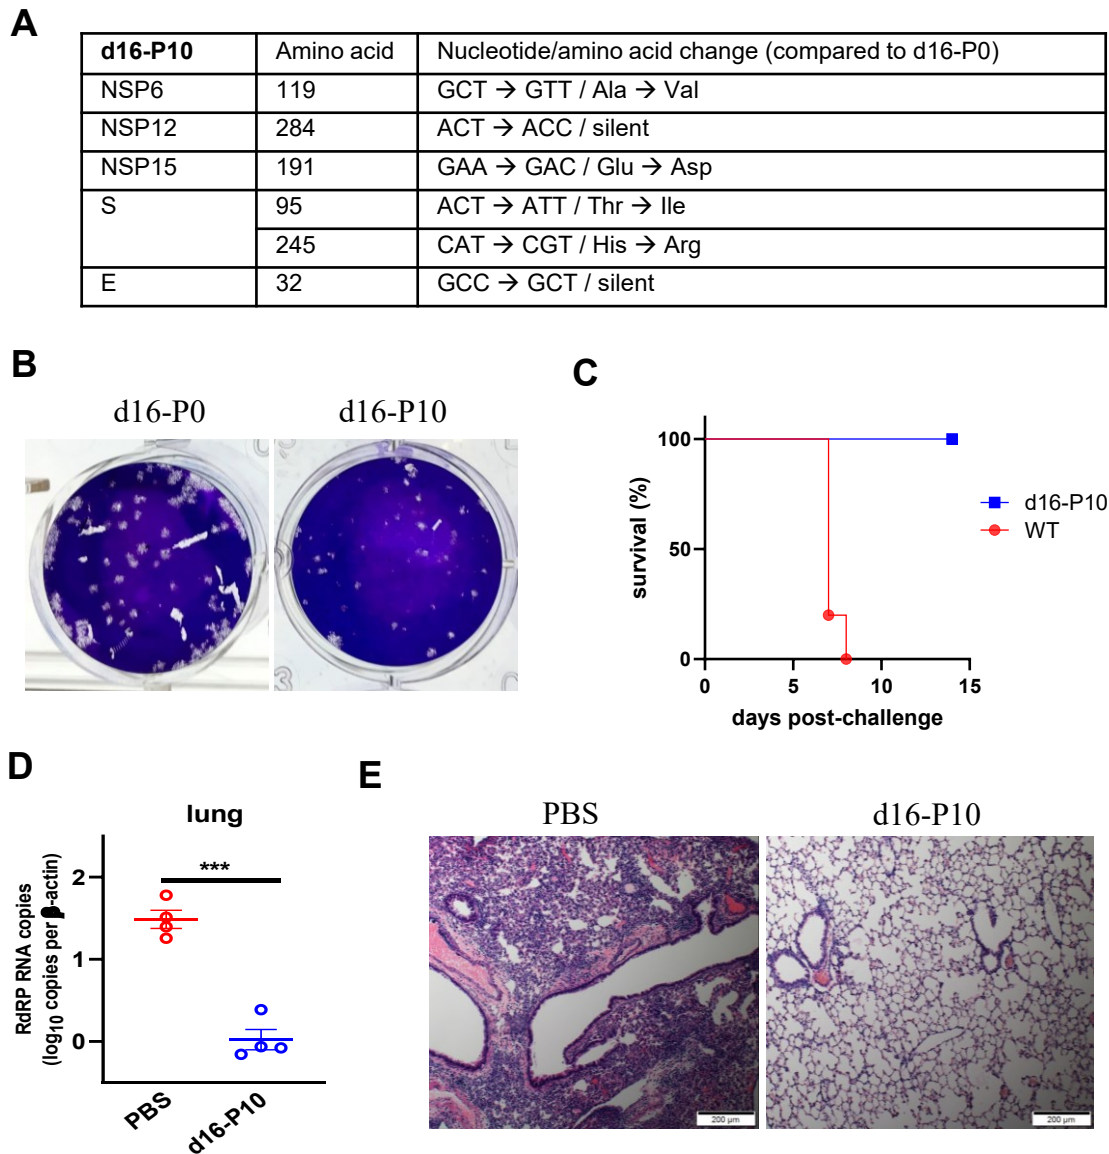 A
d16-P10 Amino acid Nucleotide/amino acid change (compared to d16-P0)
NSP6 119 GCT → GTT / Ala → Val
NSP12 284 ACT → ACC / silent
NSP15 191 GAA → GAC / Glu → Asp
S 95 ACT → ATT / Thr → Ile
245 CAT → CGT / His → Arg
E 32 GCC → GCT / silent
B
d16-P0 d16-P10
C
100
50
0
survival (%)
0 5 10 15
days post-challenge
d16-P10
WT
D
lung
***
RdRP RNA copies
(log10 copies per β-actin)
2
1
0
PBS
d16-P10
E
PBS d16-P10
200 µm
200 µm